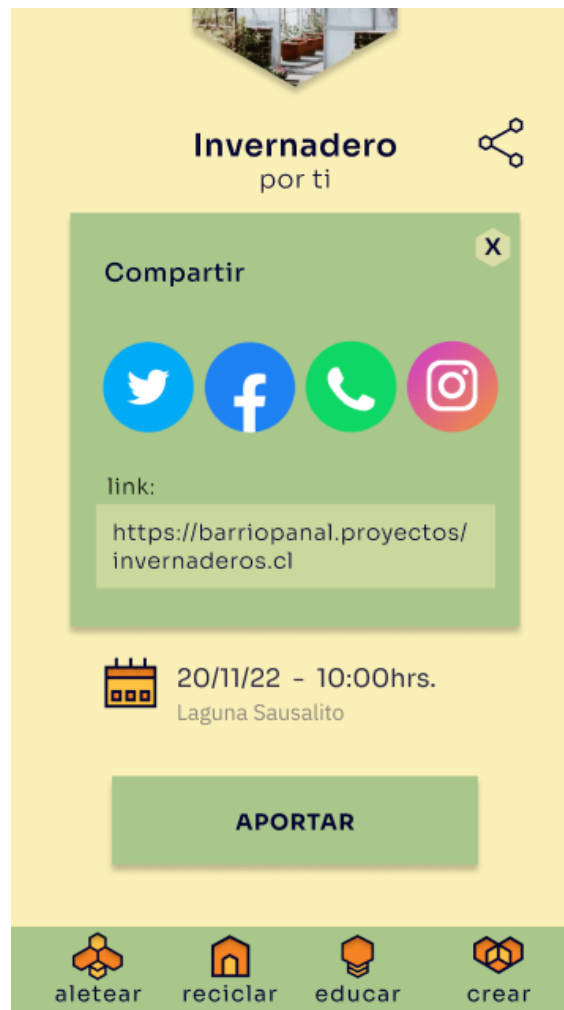 Invernadero
por ti
X
Compartir
link:
https://barriopanal.proyectos/
invernaderos.cl
20/11/22 - 10:00hrs.
Laguna Sausalito
APORTAR
aletear reciclar educar crear